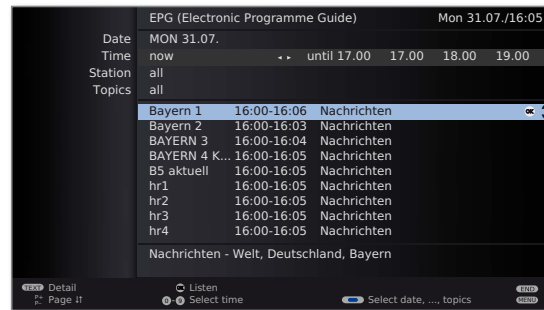 EPG (Electronic Programme Guide) Mon 31.07./16:05
Date MON 31.07.
Time now until 17.00 17.00 18.00 19.00
Station all
Topics all
Bayern 1 16:00-16:06 Nachrichten OK
Bayern 2 16:00-16:03 Nachrichten
BAYERN 3 16:00-16:04 Nachrichten
BAYERN 4 K... 16:00-16:05 Nachrichten
B5 aktuell 16:00-16:05 Nachrichten
hr1 16:00-16:05 Nachrichten
hr2 16:00-16:05 Nachrichten
hr3 16:00-16:05 Nachrichten
hr4 16:00-16:05 Nachrichten
Nachrichten - Welt, Deutschland, Bayern
TEXT Detail Listen END
P+ P- Page 0-9 Select time Select date, ..., topics MENU